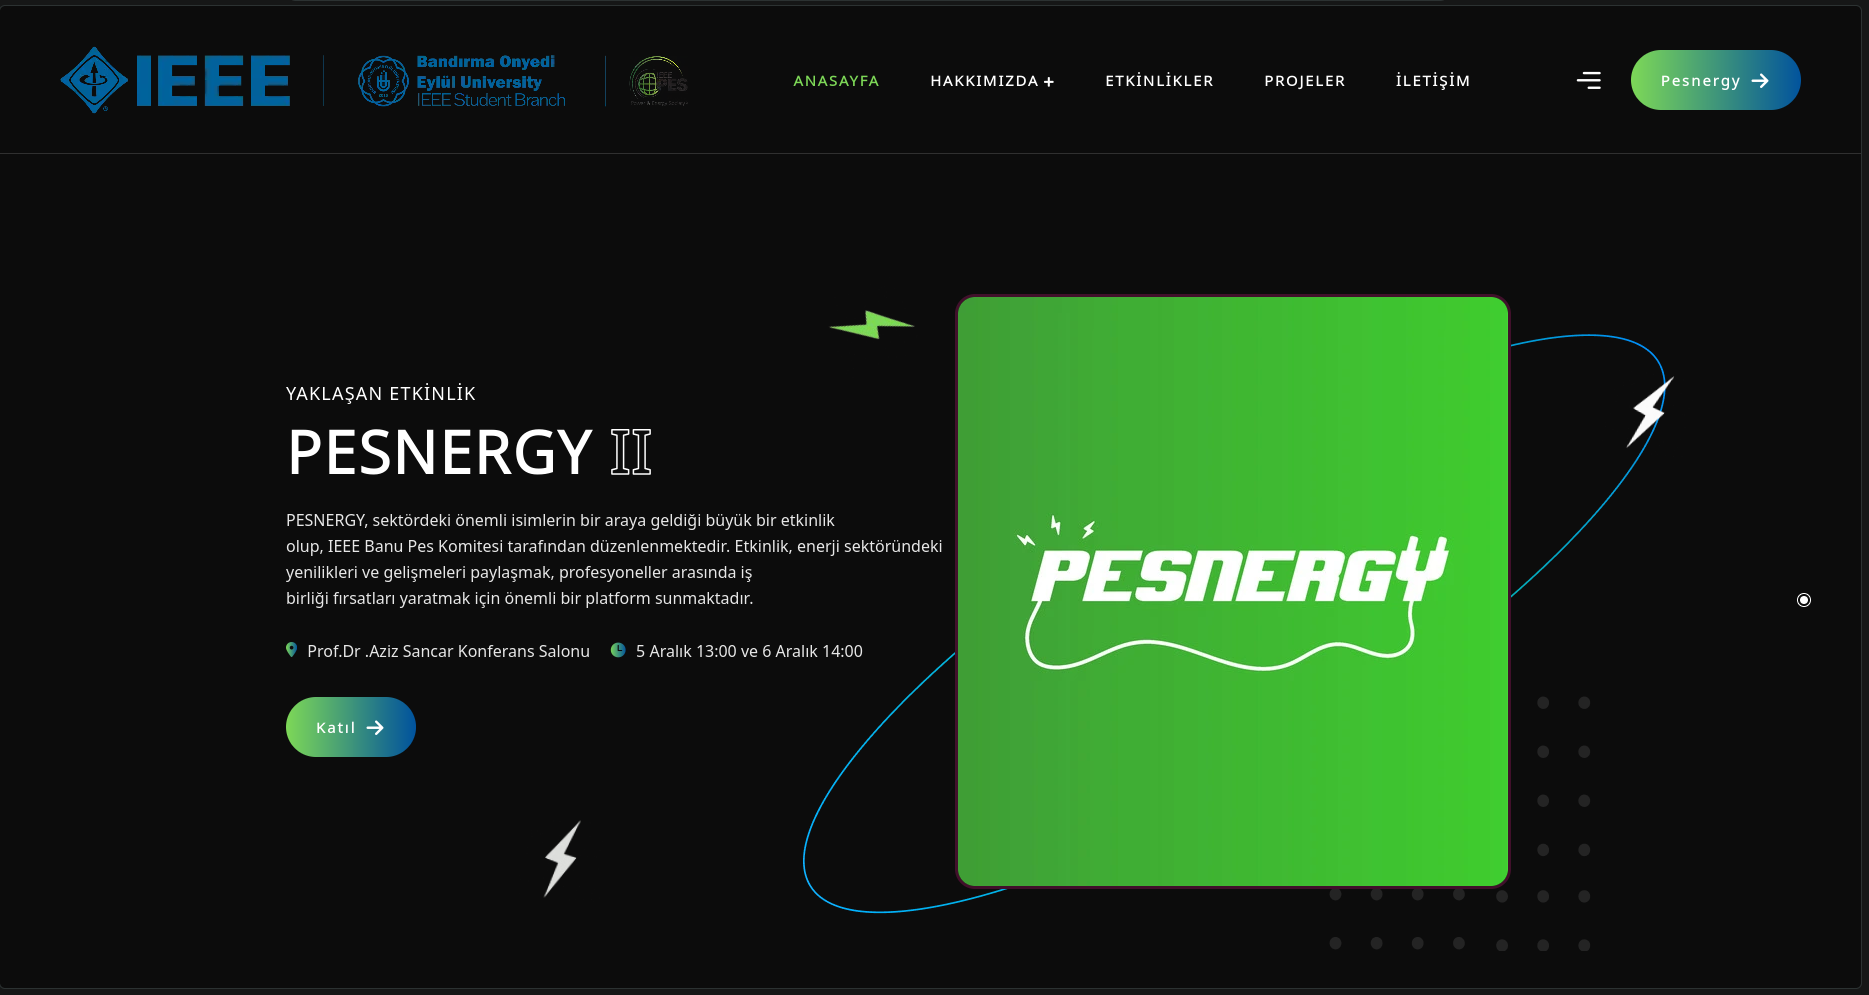 IEEE
Bandırma Onyedi
Eylül University
IEEE Student Branch
PES
ANASAYFA
HAKKIMIZDA +
ETKİNLİKLER
PROJELER
İLETİŞİM
Pesnergy
YAKLAŞAN ETKİNLİK
PESNERGY II
PESNERGY, sektördeki önemli isimlerin bir araya geldiği büyük bir etkinlik
olup, IEEE Banu Pes Komitesi tarafından düzenlenmektedir. Etkinlik, enerji sektöründeki
yenilikleri ve gelişmeleri paylaşmak, profesyoneller arasında iş
birliği fırsatları yaratmak için önemli bir platform sunmaktadır.
Prof.Dr .Aziz Sancar Konferans Salonu
5 Aralık 13:00 ve 6 Aralık 14:00
Katıl
PESNERGY